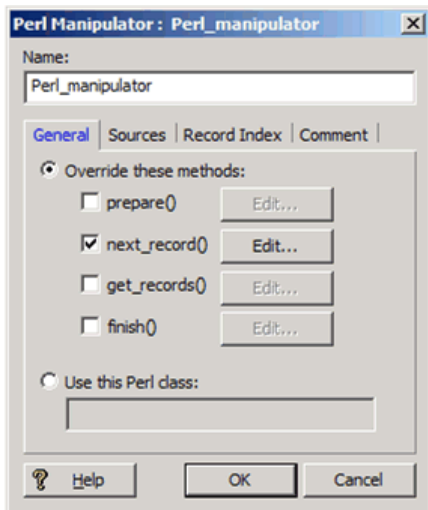 Perl Manipulator : Perl_manipulator
Name:
Perl_manipulator
General Sources Record Index Comment
Override these methods:
prepare() Edit...
next_record() Edit...
get_records() Edit...
finish() Edit...
Use this Perl class:
? Help OK Cancel